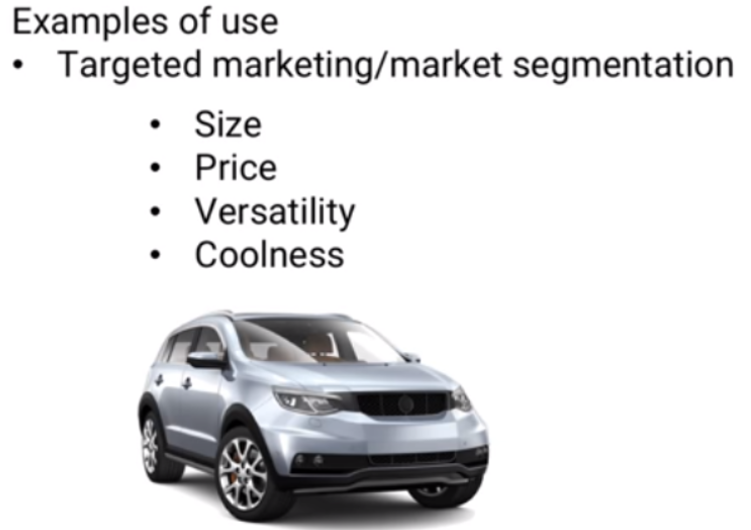 Examples of use
• Targeted marketing/market segmentation
• Size
• Price
• Versatility
• Coolness